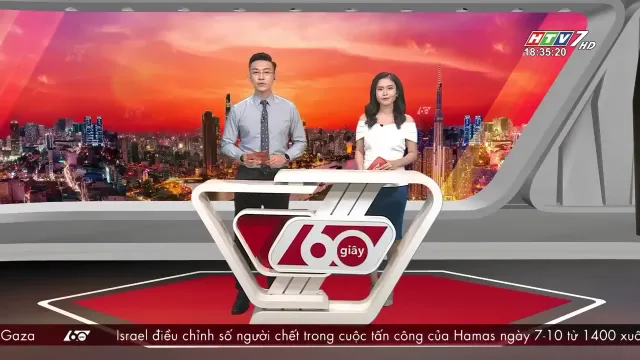 HTV7 HD
18:35:20
60 giây
Gaza 60 Israel điều chỉnh số người chết trong cuộc tấn công của Hamas ngày 7-10 từ 1400 xuố